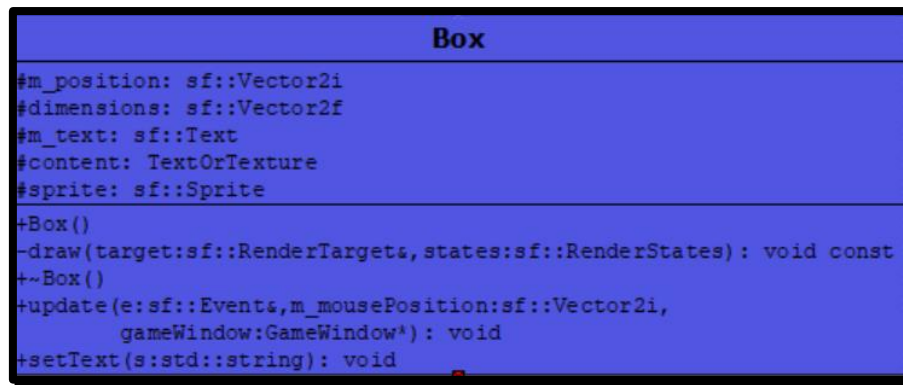 Box
#m_position: sf::Vector2i
#dimensions: sf::Vector2f
#m_text: sf::Text
#content: TextOrTexture
#sprite: sf::Sprite
+Box()
-draw(target:sf::RenderTarget&,states:sf::RenderStates): void const
+~Box()
+update(e:sf::Event&,m_mousePosition:sf::Vector2i,
gameWindow:GameWindow*): void
+setText(s:std::string): void